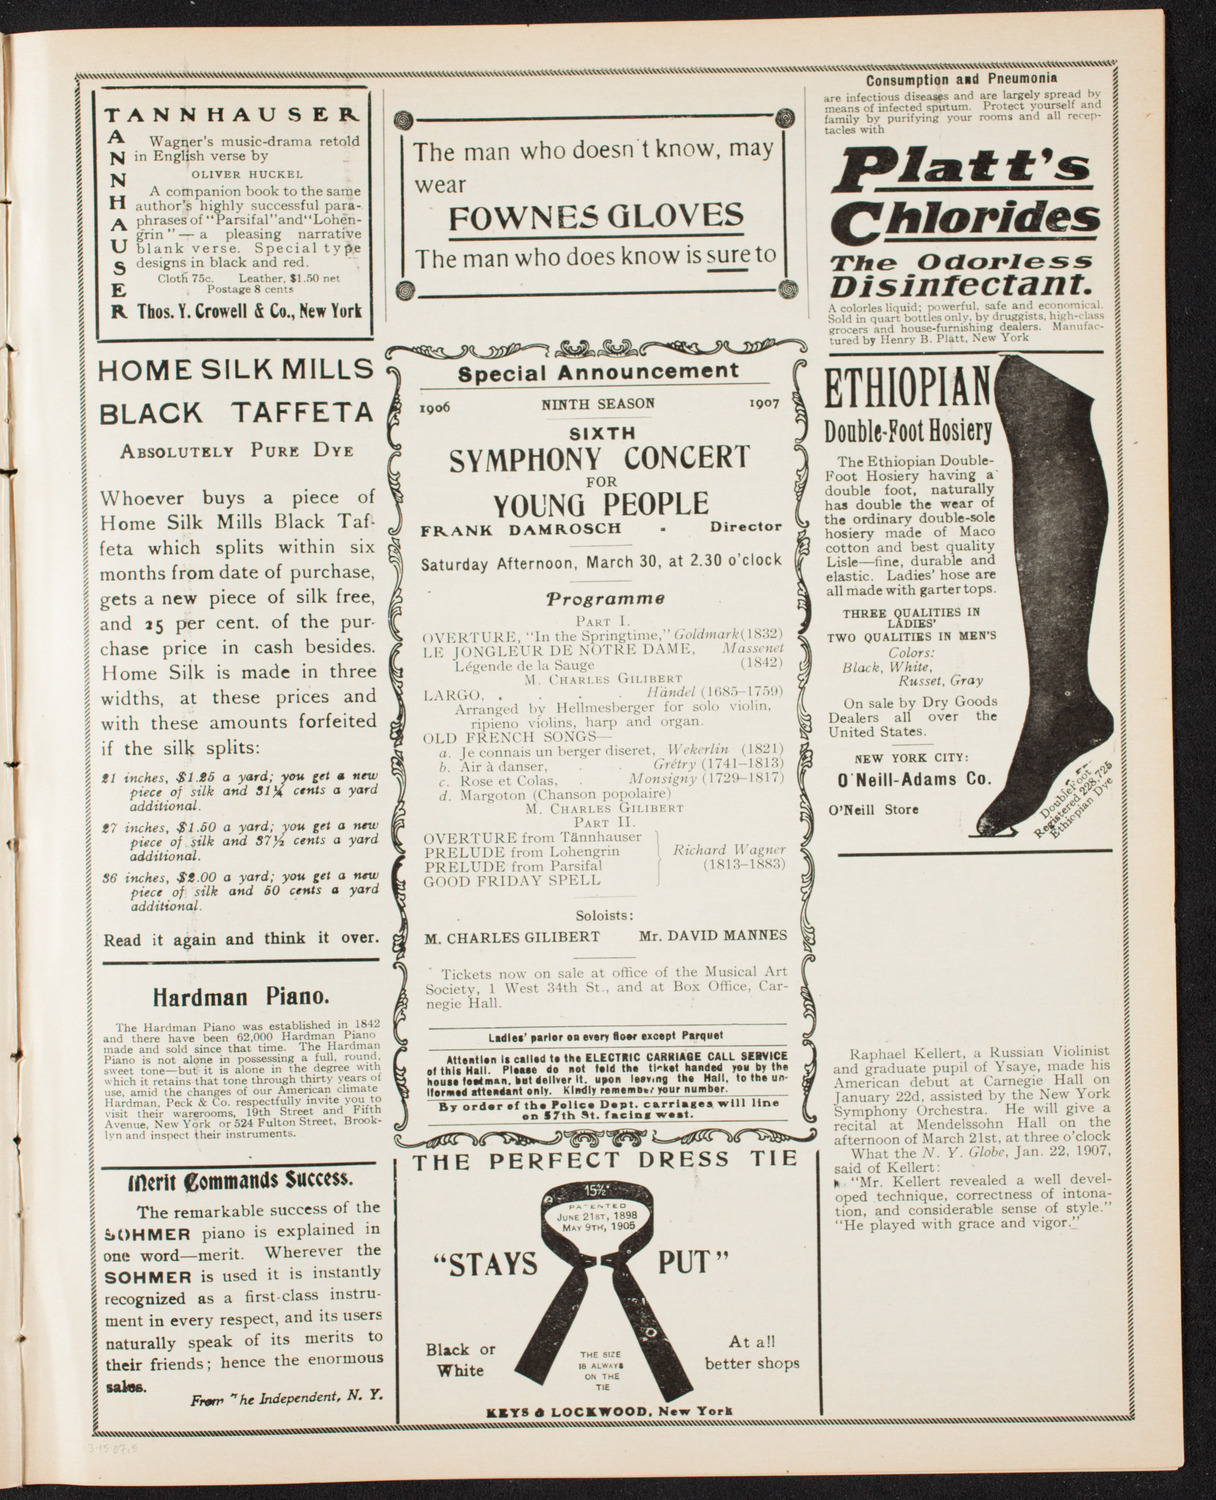 TANNHAUSER
TANNHAUSER
Wagner's music-drama retold
in English verse by
OLIVER HUCKEL
A companion book to the same
author's highly successful para-
phrases of "Parsifal" and "Lohen-
grin" — a pleasing narrative
blank verse. Special type
designs in black and red.
Cloth 75c. Leather, $1.50 net
Postage 8 cents
Thos. Y. Crowell & Co., New York
HOME SILK MILLS
BLACK TAFFETA
ABSOLUTELY PURE DYE
Whoever buys a piece of
Home Silk Mills Black Taf-
feta which splits within six
months from date of purchase,
gets a new piece of silk free,
and 25 per cent. of the pur-
chase price in cash besides.
Home Silk is made in three
widths, at these prices and
with these amounts forfeited
if the silk splits:
21 inches, $1.25 a yard; you get a new
piece of silk and 31¼ cents a yard
additional.
27 inches, $1.50 a yard; you get a new
piece of silk and 37½ cents a yard
additional.
36 inches, $2.00 a yard; you get a new
piece of silk and 50 cents a yard
additional.
Read it again and think it over.
Hardman Piano.
The Hardman Piano was established in 1842
and there have been 62,000 Hardman Piano
made and sold since that time. The Hardman
Piano is not alone in possessing a full, round,
sweet tone—but it is alone in the degree with
which it retains that tone through thirty years of
use, amid the changes of our American climate
Hardman, Peck & Co. respectfully invite you to
visit their warerooms, 19th Street and Fifth
Avenue, New York or 524 Fulton Street, Brook-
lyn and inspect their instruments.
Merit Commands Success.
The remarkable success of the
SOHMER piano is explained in
one word—merit. Wherever the
SOHMER is used it is instantly
recognized as a first-class instru-
ment in every respect, and its users
naturally speak of its merits to
their friends; hence the enormous
sales.
From The Independent, N. Y.
The man who doesn't know, may
wear
FOWNES GLOVES
The man who does know is sure to
Special Announcement
1906 NINTH SEASON 1907
SIXTH
SYMPHONY CONCERT
FOR
YOUNG PEOPLE
FRANK DAMROSCH - Director
Saturday Afternoon, March 30, at 2.30 o'clock
Programme
PART I.
OVERTURE, "In the Springtime," Goldmark (1832)
LE JONGLEUR DE NOTRE DAME, Massenet
Légende de la Sauge (1842)
M. CHARLES GILIBERT
LARGO, . . . . Händel (1685-1759)
Arranged by Hellmesberger for solo violin,
ripieno violins, harp and organ.
OLD FRENCH SONGS—
a. Je connais un berger diseret, Wekerlin (1821)
b. Air à danser, . Grétry (1741-1813)
c. Rose et Colas, . Monsigny (1729-1817)
d. Margoton (Chanson popolaire)
M. CHARLES GILIBERT
PART II.
OVERTURE from Tännhauser
PRELUDE from Lohengrin Richard Wagner
PRELUDE from Parsifal (1813-1883)
GOOD FRIDAY SPELL
Soloists:
M. CHARLES GILIBERT Mr. DAVID MANNES
Tickets now on sale at office of the Musical Art
Society, 1 West 34th St., and at Box Office, Car-
negie Hall.
Ladies' parlor on every floor except Parquet
Attention is called to the ELECTRIC CARRIAGE CALL SERVICE
of this Hall. Please do not fold the ticket handed you by the
house footman, but deliver it, upon leaving the Hall, to the un-
iformed attendant only. Kindly remember your number.
By order of the Police Dept. carriages will line
on 57th St. facing west.
THE PERFECT DRESS TIE
15½
PATENTED
JUNE 21ST, 1898
MAY 9TH, 1905
"STAYS PUT"
Black or
White
THE SIZE
IS ALWAYS
ON THE
TIE
At all
better shops
KEYS & LOCKWOOD, New York
Consumption and Pneumonia
are infectious diseases and are largely spread by
means of infected sputum. Protect yourself and
family by purifying your rooms and all recep-
tacles with
Platt's
Chlorides
The Odorless
Disinfectant.
A colorles liquid; powerful, safe and economical.
Sold in quart bottles only, by druggists, high-class
grocers and house-furnishing dealers. Manufac-
tured by Henry B. Platt, New York
ETHIOPIAN
Double-Foot Hosiery
The Ethiopian Double-
Foot Hosiery having a
double foot, naturally
has double the wear of
the ordinary double-sole
hosiery made of Maco
cotton and best quality
Lisle—fine, durable and
elastic. Ladies' hose are
all made with garter tops.
THREE QUALITIES IN
LADIES'
TWO QUALITIES IN MEN'S
Colors:
Black, White,
Russet, Gray
On sale by Dry Goods
Dealers all over the
United States.
NEW YORK CITY:
O'Neill-Adams Co.
O'Neill Store
DoubleFoot
Registered 228,725
Ethiopian Dye
Raphael Kellert, a Russian Violinist
and graduate pupil of Ysaye, made his
American debut at Carnegie Hall on
January 22d, assisted by the New York
Symphony Orchestra. He will give a
recital at Mendelssohn Hall on the
afternoon of March 21st, at three o'clock
What the N. Y. Globe, Jan. 22, 1907,
said of Kellert:
"Mr. Kellert revealed a well devel-
oped technique, correctness of intona-
tion, and considerable sense of style."
"He played with grace and vigor."
3-15-07.5